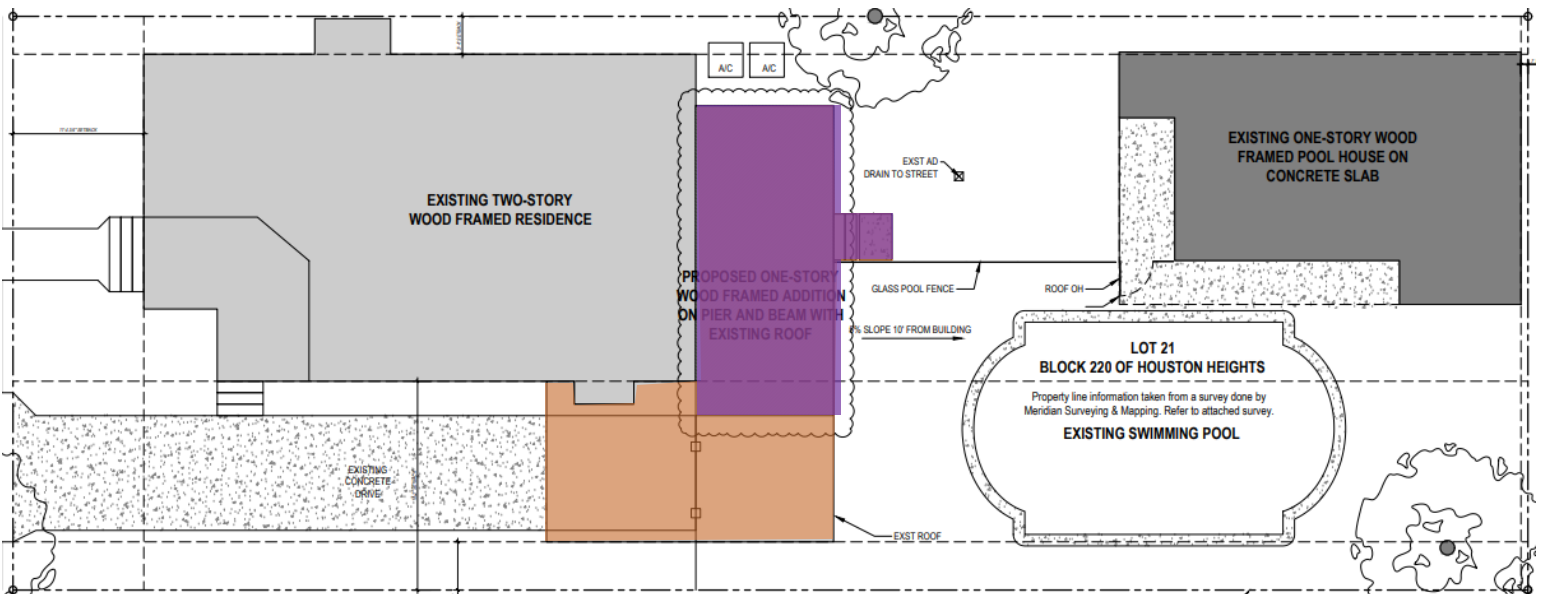 A/C
A/C
EXISTING TWO-STORY
WOOD FRAMED RESIDENCE
EXST AD
DRAIN TO STREET
EXISTING ONE-STORY WOOD
FRAMED POOL HOUSE ON
CONCRETE SLAB
PROPOSED ONE-STORY
WOOD FRAMED ADDITION
ON PIER AND BEAM WITH
EXISTING ROOF
GLASS POOL FENCE
ROOF OH
% SLOPE 10' FROM BUILDING
LOT 21
BLOCK 220 OF HOUSTON HEIGHTS
Property line information taken from a survey done by
Meridian Surveying & Mapping. Refer to attached survey.
EXISTING SWIMMING POOL
EXISTING
CONCRETE
DRIVE
EXST ROOF